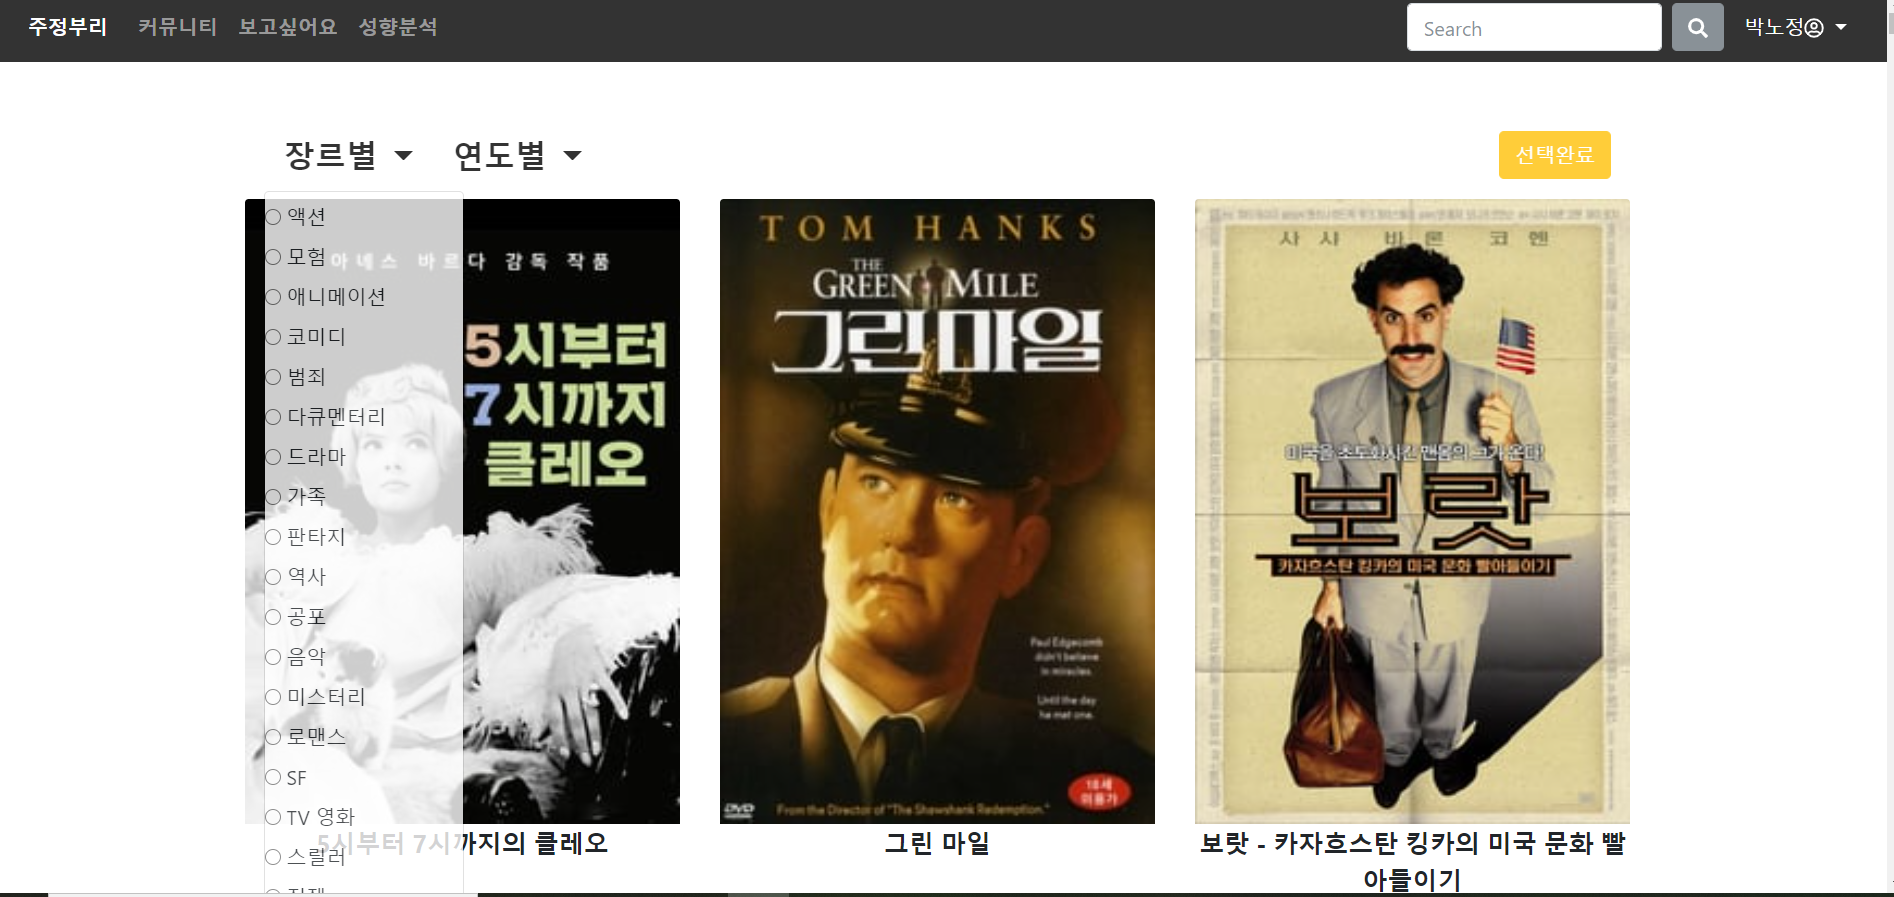 주정부리 커뮤니티 보고싶어요 성향분석 Search 박노정
장르별 연도별 선택완료
액션
모험
애니메이션
코미디
범죄
다큐멘터리
드라마
가족
판타지
역사
공포
음악
미스터리
로맨스
SF
TV 영화
스릴러
전쟁
아네스 바르다 감독 작품
5시부터
7시까지
클레오
5시부터 7시까지의 클레오
TOM HANKS
THE
GREEN MILE
그린마일
Paul Edgecomb
didn't believe
in miracles.
Until the day
he met one.
18세
이용가
DVD
From the Director of "The Shawshank Redemption."
그린 마일
사샤 바론 코헨
미국을 초토화시킨 맨몸의 그가 온다!
보랏
카자흐스탄 킹카의 미국 문화 빨아들이기
보랏 - 카자흐스탄 킹카의 미국 문화 빨
아들이기